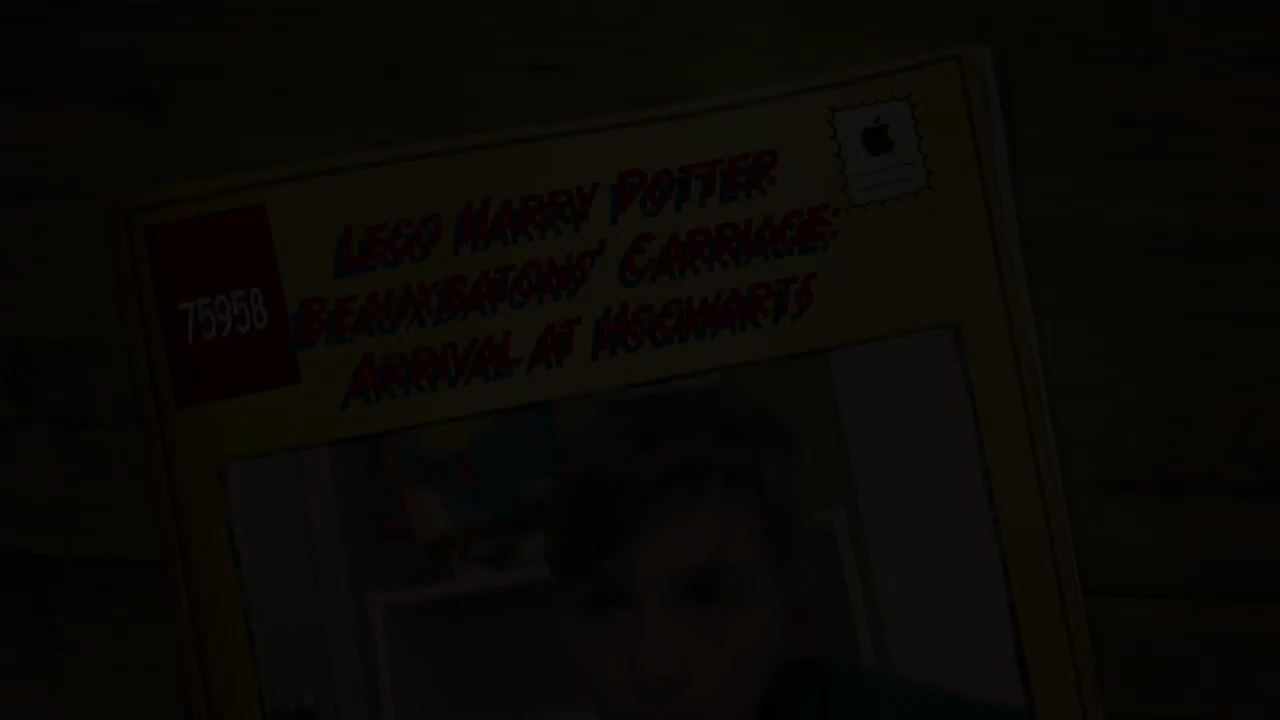 75958
LEGO HARRY POTTER
BEAUXBATONS' CARRIAGE:
ARRIVAL AT HOGWARTS